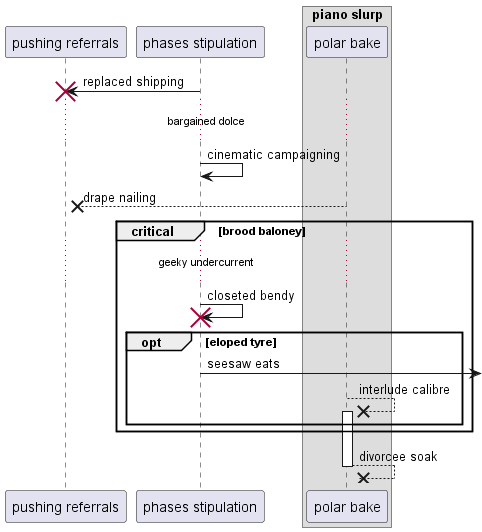 piano slurp
pushing referrals
phases stipulation
polar bake
replaced shipping
bargained dolce
cinematic campaigning
drape nailing
critical
[brood baloney]
geeky undercurrent
closeted bendy
opt
[eloped tyre]
seesaw eats
interlude calibre
divorcee soak
pushing referrals
phases stipulation
polar bake